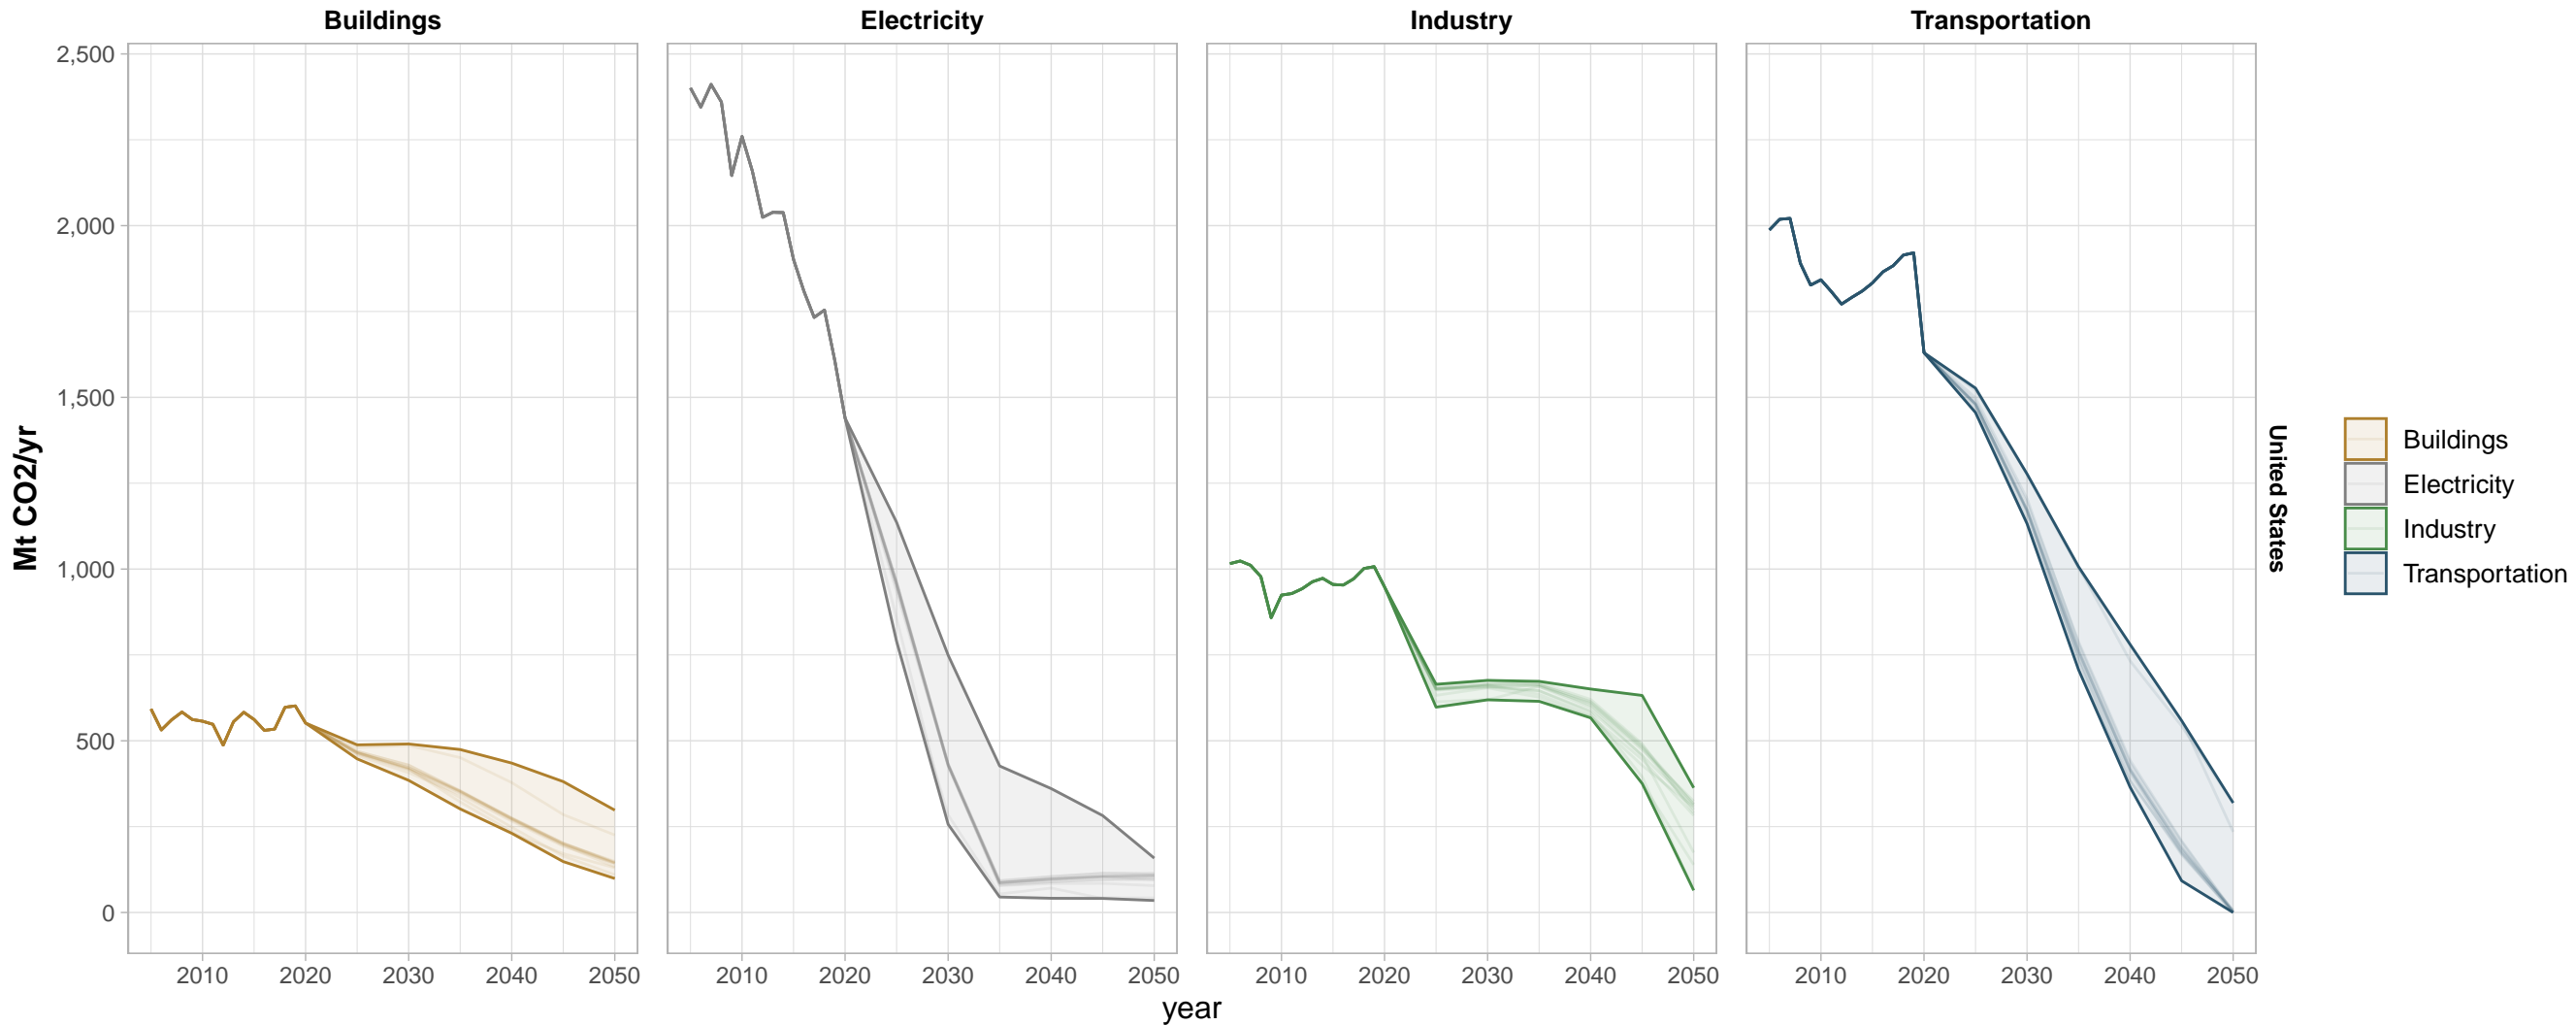 Buildings Electricity Industry Transportation
2,500
2,000
1,500
1,000
500
0
Mt CO2/yr
2010 2020 2030 2040 2050 2010 2020 2030 2040 2050 2010 2020 2030 2040 2050 2010 2020 2030 2040 2050
year
United States
Buildings
Electricity
Industry
Transportation